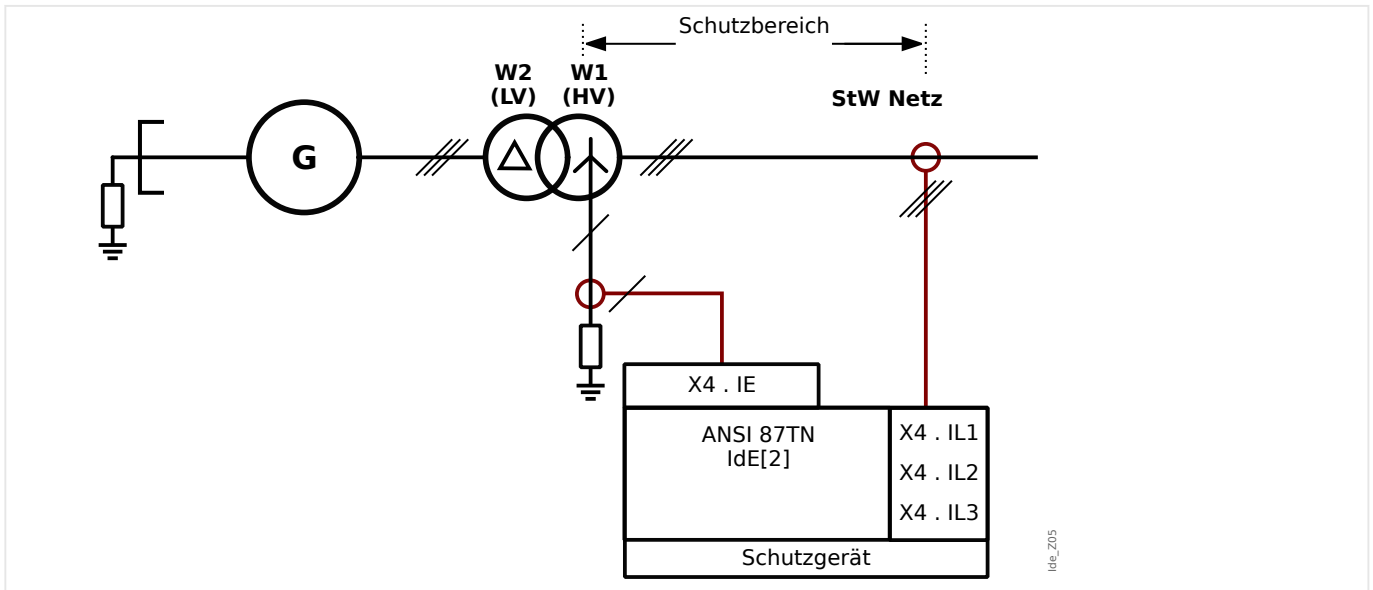 Schutzbereich
W2
(LV)
W1
(HV)
StW Netz
G
X4 . IE
ANSI 87TN
IdE[2]
X4 . IL1
X4 . IL2
X4 . IL3
Schutzgerät
Ide_Z05